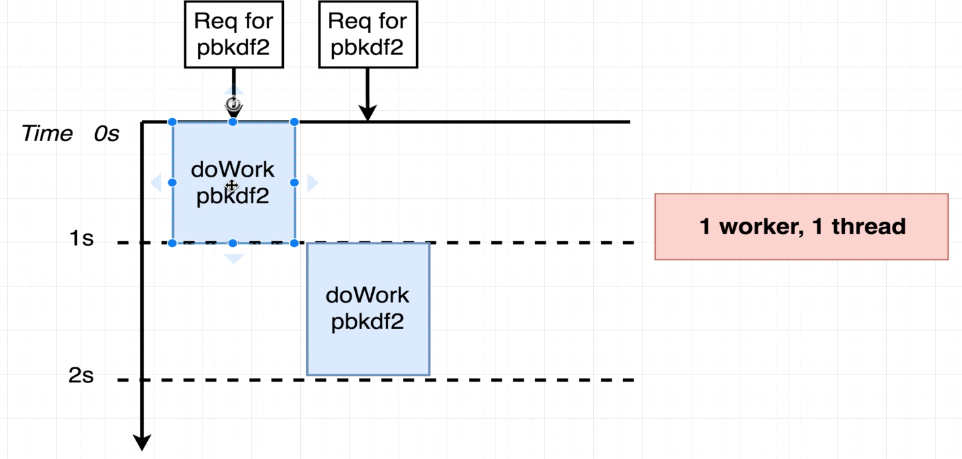 Req for
pbkdf2
Req for
pbkdf2
Time 0s
doWork
pbkdf2
1s
1 worker, 1 thread
doWork
pbkdf2
2s